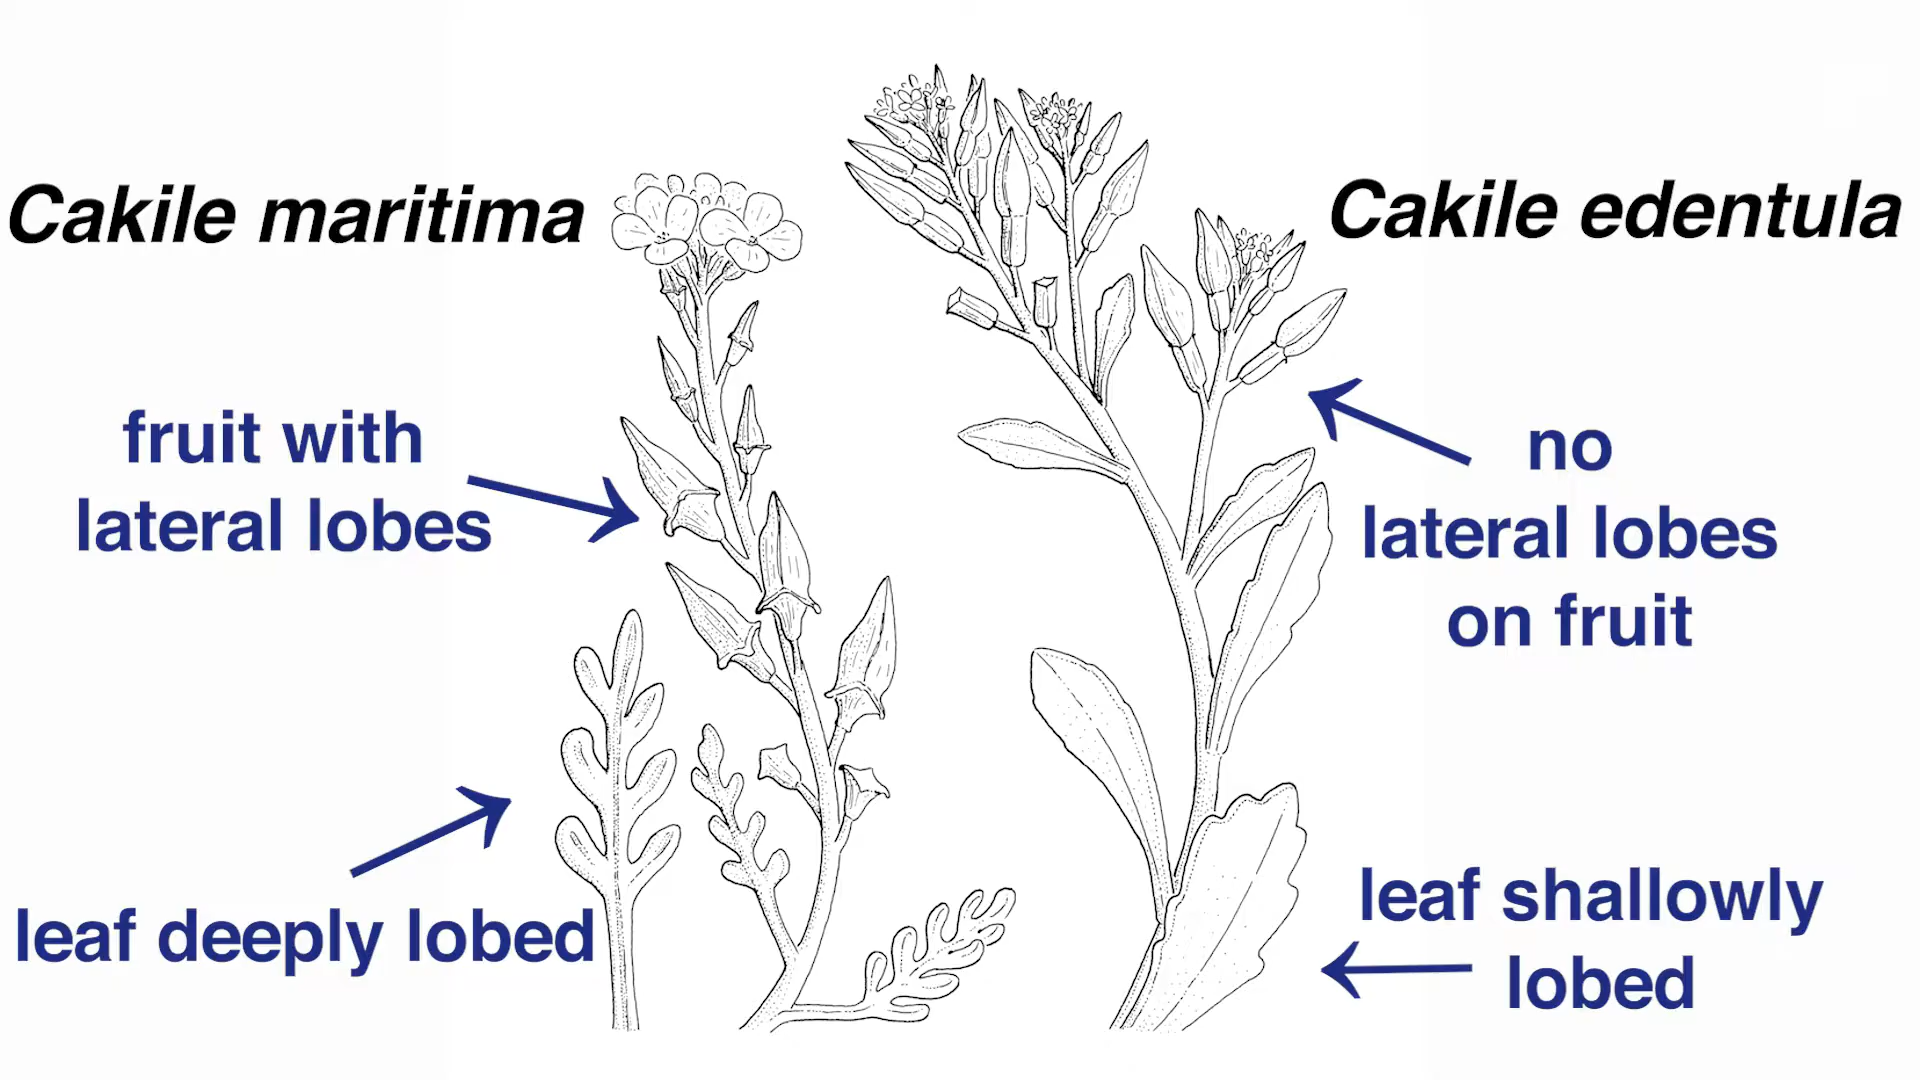 Cakile maritima
Cakile edentula
fruit with
lateral lobes
no
lateral lobes
on fruit
leaf deeply lobed
leaf shallowly
lobed